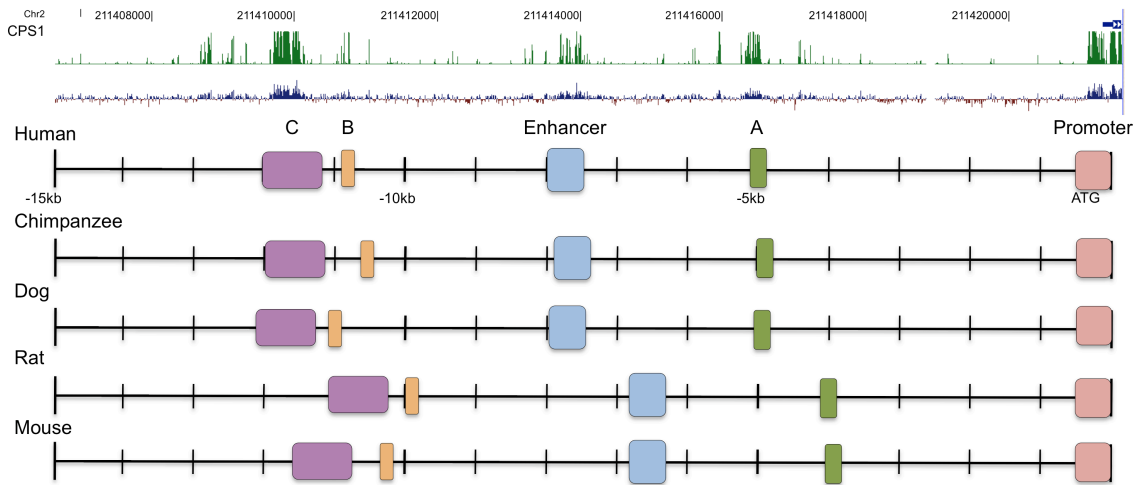 Chr2 211408000| 211410000| 211412000| 211414000| 211416000| 211418000| 211420000|
CPS1
C B Enhancer A Promoter
Human
-15kb -10kb -5kb ATG
Chimpanzee
Dog
Rat
Mouse